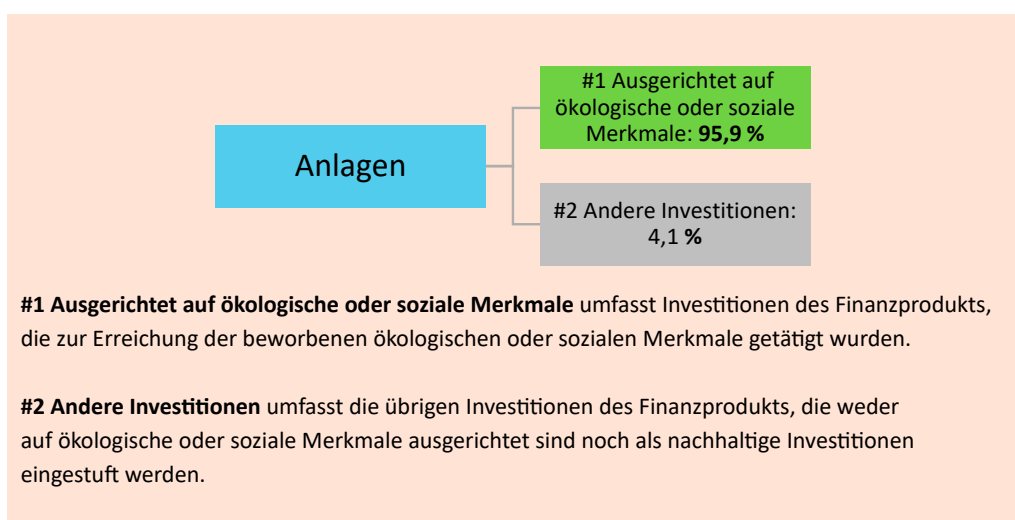 #1 Ausgerichtet auf
ökologische oder soziale
Merkmale: 95,9 %
Anlagen
#2 Andere Investitionen:
4,1 %
#1 Ausgerichtet auf ökologische oder soziale Merkmale umfasst Investitionen des Finanzprodukts,
die zur Erreichung der beworbenen ökologischen oder sozialen Merkmale getätigt wurden.
#2 Andere Investitionen umfasst die übrigen Investitionen des Finanzprodukts, die weder
auf ökologische oder soziale Merkmale ausgerichtet sind noch als nachhaltige Investitionen
eingestuft werden.